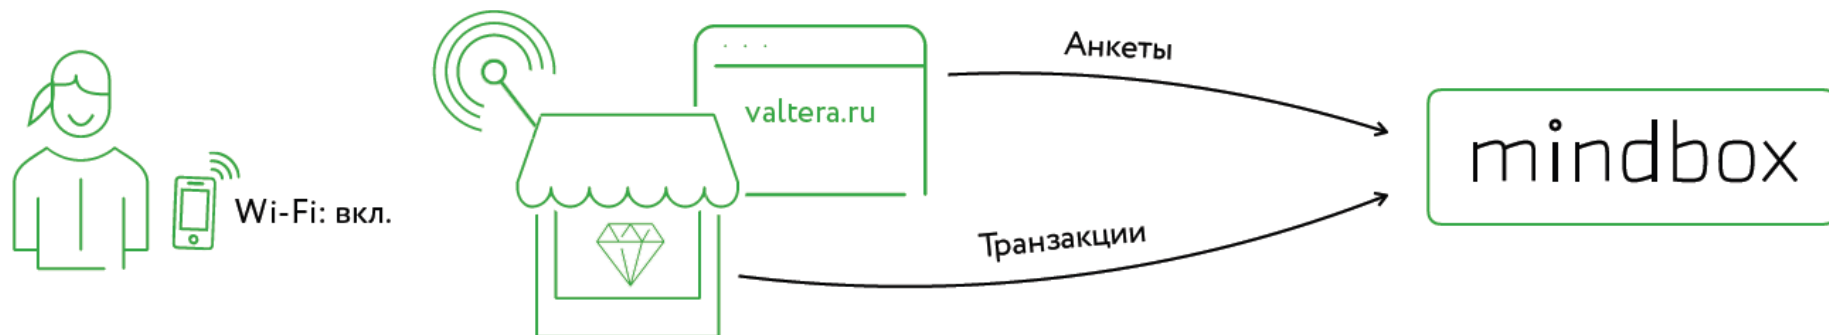 Wi-Fi: вкл.
valtera.ru
Анкеты
Транзакции
mindbox